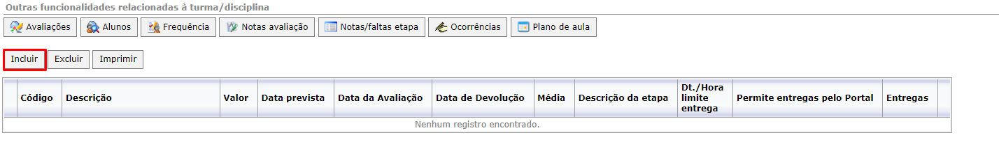 Outras funcionalidades relacionadas à turma/disciplina
Avaliações Alunos Frequência Notas avaliação Notas/faltas etapa Ocorrências Plano de aula
Incluir Excluir Imprimir
Código Descrição Valor Data prevista Data da Avaliação Data de Devolução Média Descrição da etapa Dt./Hora limite entrega Permite entregas pelo Portal Entregas
Nenhum registro encontrado.